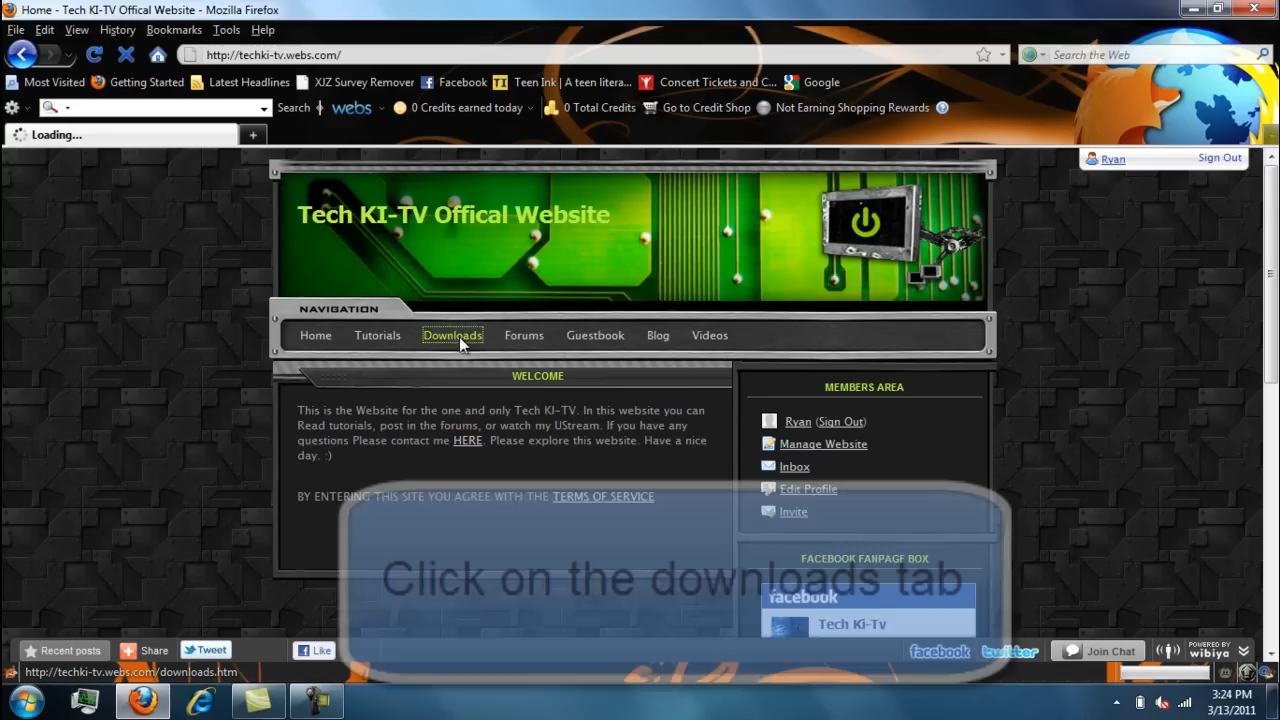 Home - Tech KI-TV Offical Website - Mozilla Firefox
File Edit View History Bookmarks Tools Help
http://techki-tv.webs.com/
Search the Web
Most Visited Getting Started Latest Headlines XJZ Survey Remover Facebook Teen Ink | A teen litera... Concert Tickets and C... Google
Search webs 0 Credits earned today 0 Total Credits Go to Credit Shop Not Earning Shopping Rewards
Loading...
Ryan Sign Out
Tech KI-TV Offical Website
NAVIGATION
Home Tutorials Downloads Forums Guestbook Blog Videos
WELCOME
This is the Website for the one and only Tech KI-TV. In this website you can
Read tutorials, post in the forums, or watch my UStream. If you have any
questions Please contact me HERE. Please explore this website. Have a nice
day. :)
BY ENTERING THIS SITE YOU AGREE WITH THE TERMS OF SERVICE
MEMBERS AREA
Ryan (Sign Out)
Manage Website
Inbox
Edit Profile
Invite
FACEBOOK FANPAGE BOX
facebook
Tech Ki-Tv
Click on the downloads tab
Recent posts Share Tweet Like facebook twitter Join Chat POWERED BY wibiya
http://techki-tv.webs.com/downloads.htm
3:24 PM
3/13/2011